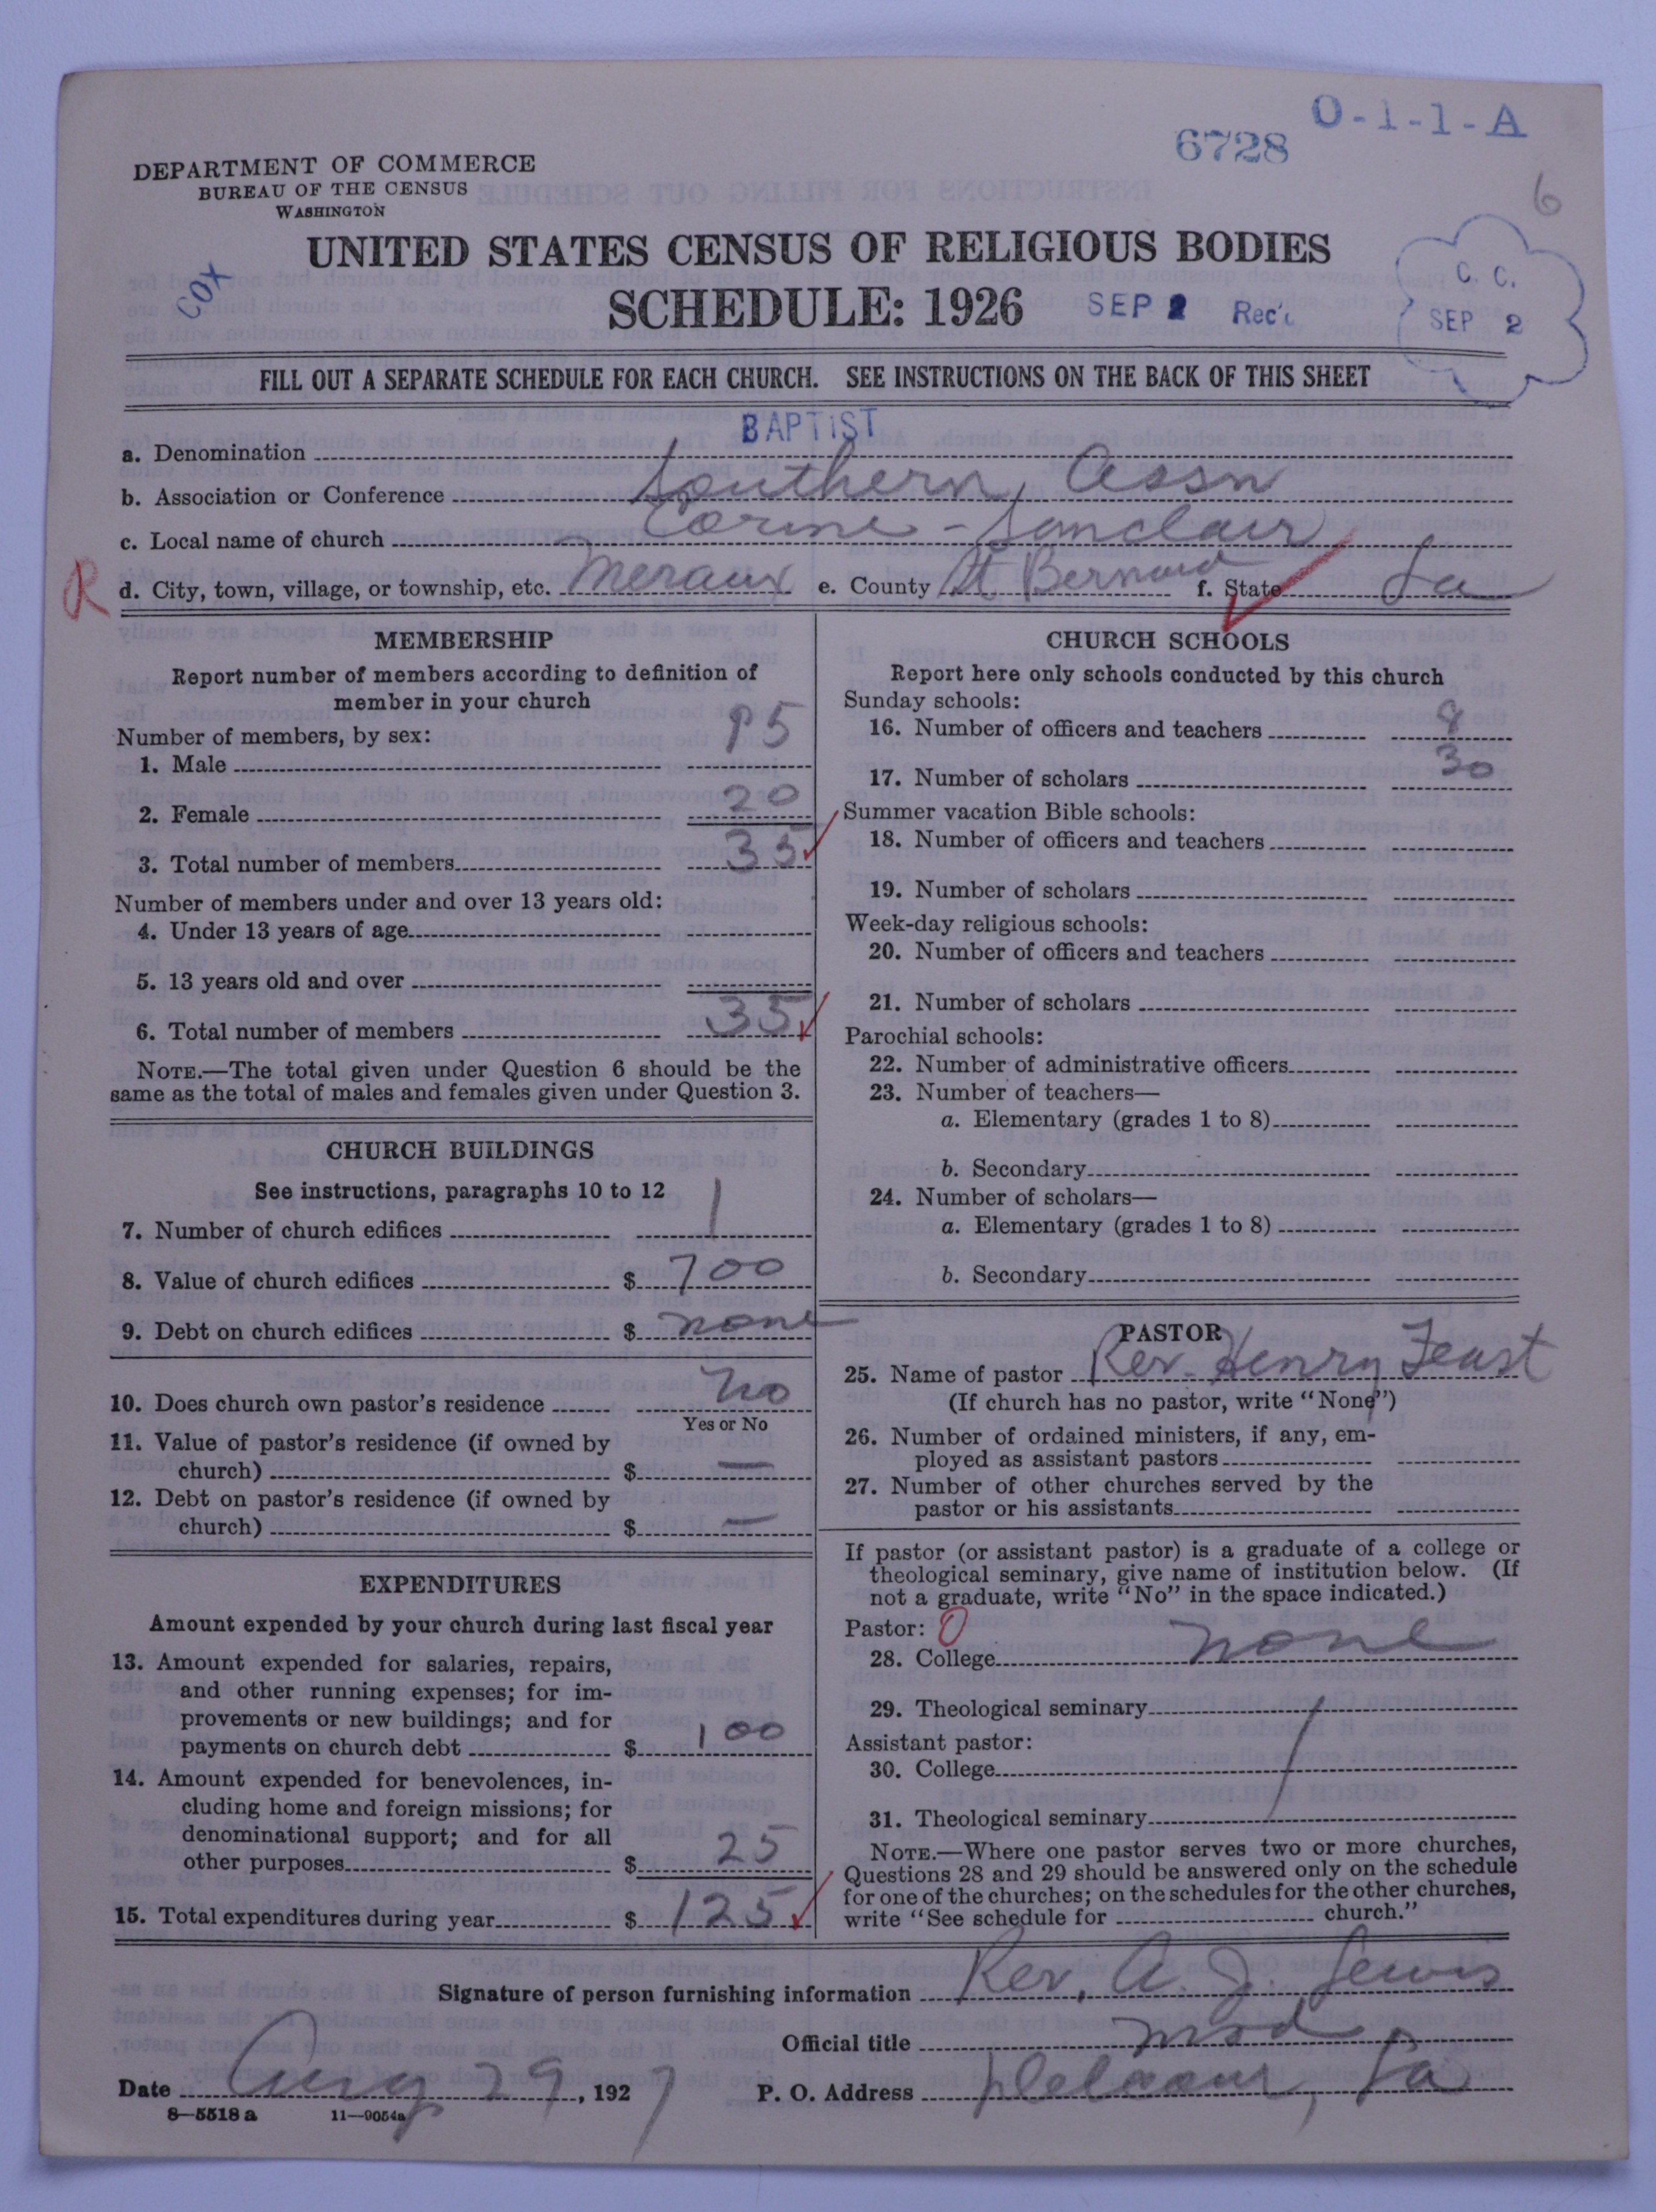 O-1-1-A
6728
6
DEPARTMENT OF COMMERCE
BUREAU OF THE CENSUS
WASHINGTON
UNITED STATES CENSUS OF RELIGIOUS BODIES
COX
SCHEDULE: 1926
SEP 2 Rec'd
C. C.
SEP 2
FILL OUT A SEPARATE SCHEDULE FOR EACH CHURCH. SEE INSTRUCTIONS ON THE BACK OF THIS SHEET
a. Denomination BAPTIST
b. Association or Conference Southern Assn
c. Local name of church Corine - Sanclair
R d. City, town, village, or township, etc. Meraux e. County St Bernard f. State La
MEMBERSHIP
Report number of members according to definition of
member in your church
Number of members, by sex:
1. Male 15
2. Female 20
3. Total number of members 35
Number of members under and over 13 years old:
4. Under 13 years of age
5. 13 years old and over
6. Total number of members 35
NOTE.—The total given under Question 6 should be the
same as the total of males and females given under Question 3.
CHURCH BUILDINGS
See instructions, paragraphs 10 to 12
7. Number of church edifices 1
8. Value of church edifices $ 700
9. Debt on church edifices $ none
10. Does church own pastor's residence no
Yes or No
11. Value of pastor's residence (if owned by
church) $ —
12. Debt on pastor's residence (if owned by
church) $ —
EXPENDITURES
Amount expended by your church during last fiscal year
13. Amount expended for salaries, repairs,
and other running expenses; for im-
provements or new buildings; and for
payments on church debt $ 100
14. Amount expended for benevolences, in-
cluding home and foreign missions; for
denominational support; and for all
other purposes $ 25
15. Total expenditures during year $ 125
CHURCH SCHOOLS
Report here only schools conducted by this church
Sunday schools:
16. Number of officers and teachers 8
17. Number of scholars 30
Summer vacation Bible schools:
18. Number of officers and teachers
19. Number of scholars
Week-day religious schools:
20. Number of officers and teachers
21. Number of scholars
Parochial schools:
22. Number of administrative officers
23. Number of teachers—
a. Elementary (grades 1 to 8)
b. Secondary
24. Number of scholars—
a. Elementary (grades 1 to 8)
b. Secondary
PASTOR
25. Name of pastor Rev. Henry Feast
(If church has no pastor, write "None")
26. Number of ordained ministers, if any, em-
ployed as assistant pastors
27. Number of other churches served by the
pastor or his assistants
If pastor (or assistant pastor) is a graduate of a college or
theological seminary, give name of institution below. (If
not a graduate, write "No" in the space indicated.)
Pastor: 0
28. College none
29. Theological seminary
Assistant pastor:
30. College
31. Theological seminary
NOTE.—Where one pastor serves two or more churches,
Questions 28 and 29 should be answered only on the schedule
for one of the churches; on the schedules for the other churches,
write "See schedule for church."
Signature of person furnishing information Rev. A. J. Lewis
Official title mod
Date Aug 29, 1927 P. O. Address Delacour, La
8—5518 a 11—9054a